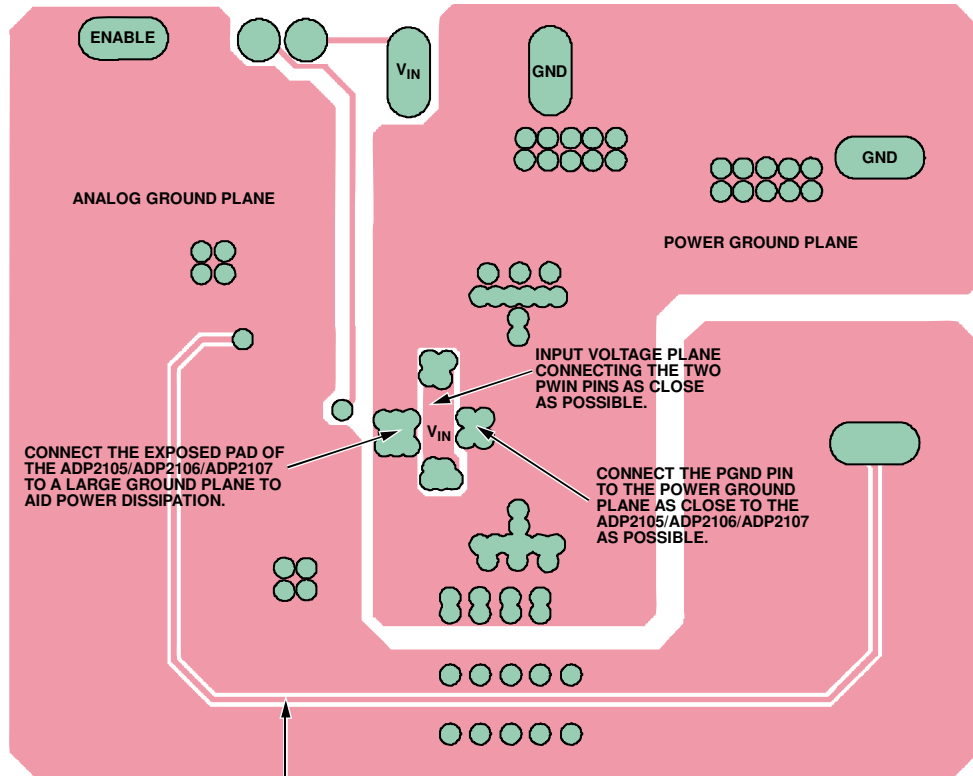 ENABLE
VIN
GND
GND
ANALOG GROUND PLANE
POWER GROUND PLANE
INPUT VOLTAGE PLANE
CONNECTING THE TWO
PWIN PINS AS CLOSE
AS POSSIBLE.
VIN
CONNECT THE EXPOSED PAD OF
THE ADP2105/ADP2106/ADP2107
TO A LARGE GROUND PLANE TO
AID POWER DISSIPATION.
CONNECT THE PGND PIN
TO THE POWER GROUND
PLANE AS CLOSE TO THE
ADP2105/ADP2106/ADP2107
AS POSSIBLE.